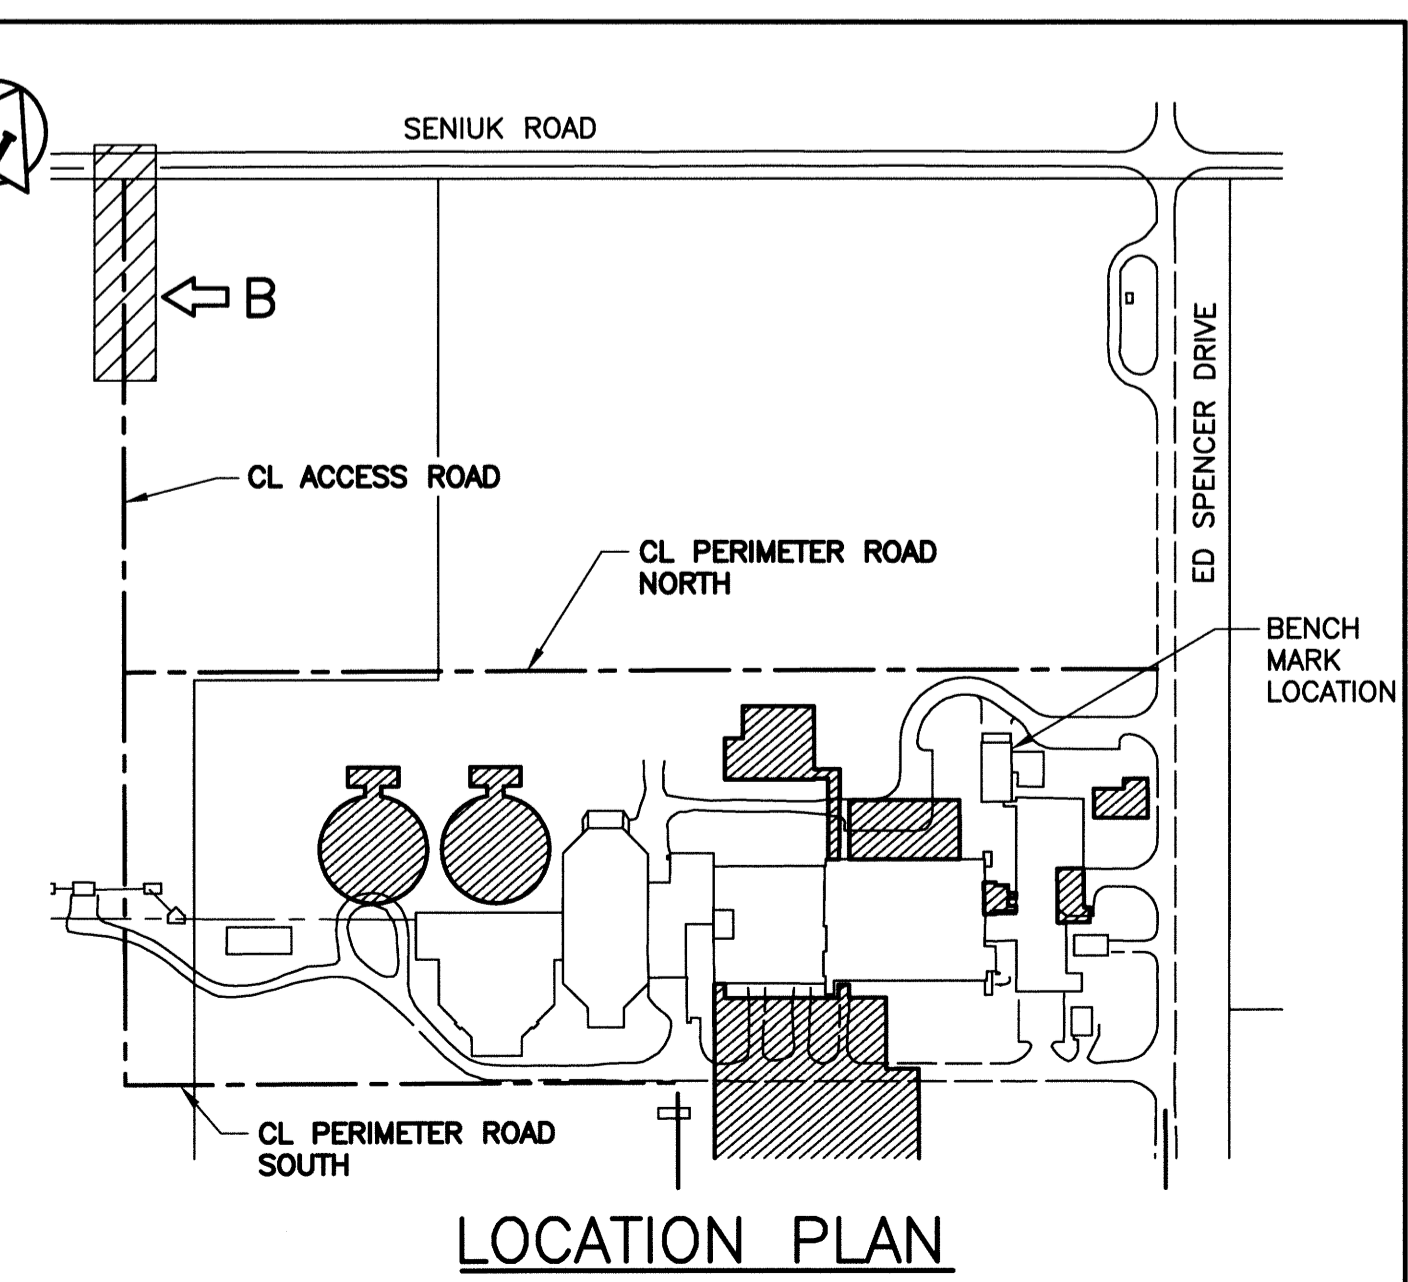 SENIUK ROAD
B
ED SPENCER DRIVE
CL ACCESS ROAD
CL PERIMETER ROAD
NORTH
BENCH
MARK
LOCATION
CL PERIMETER ROAD
SOUTH
LOCATION PLAN